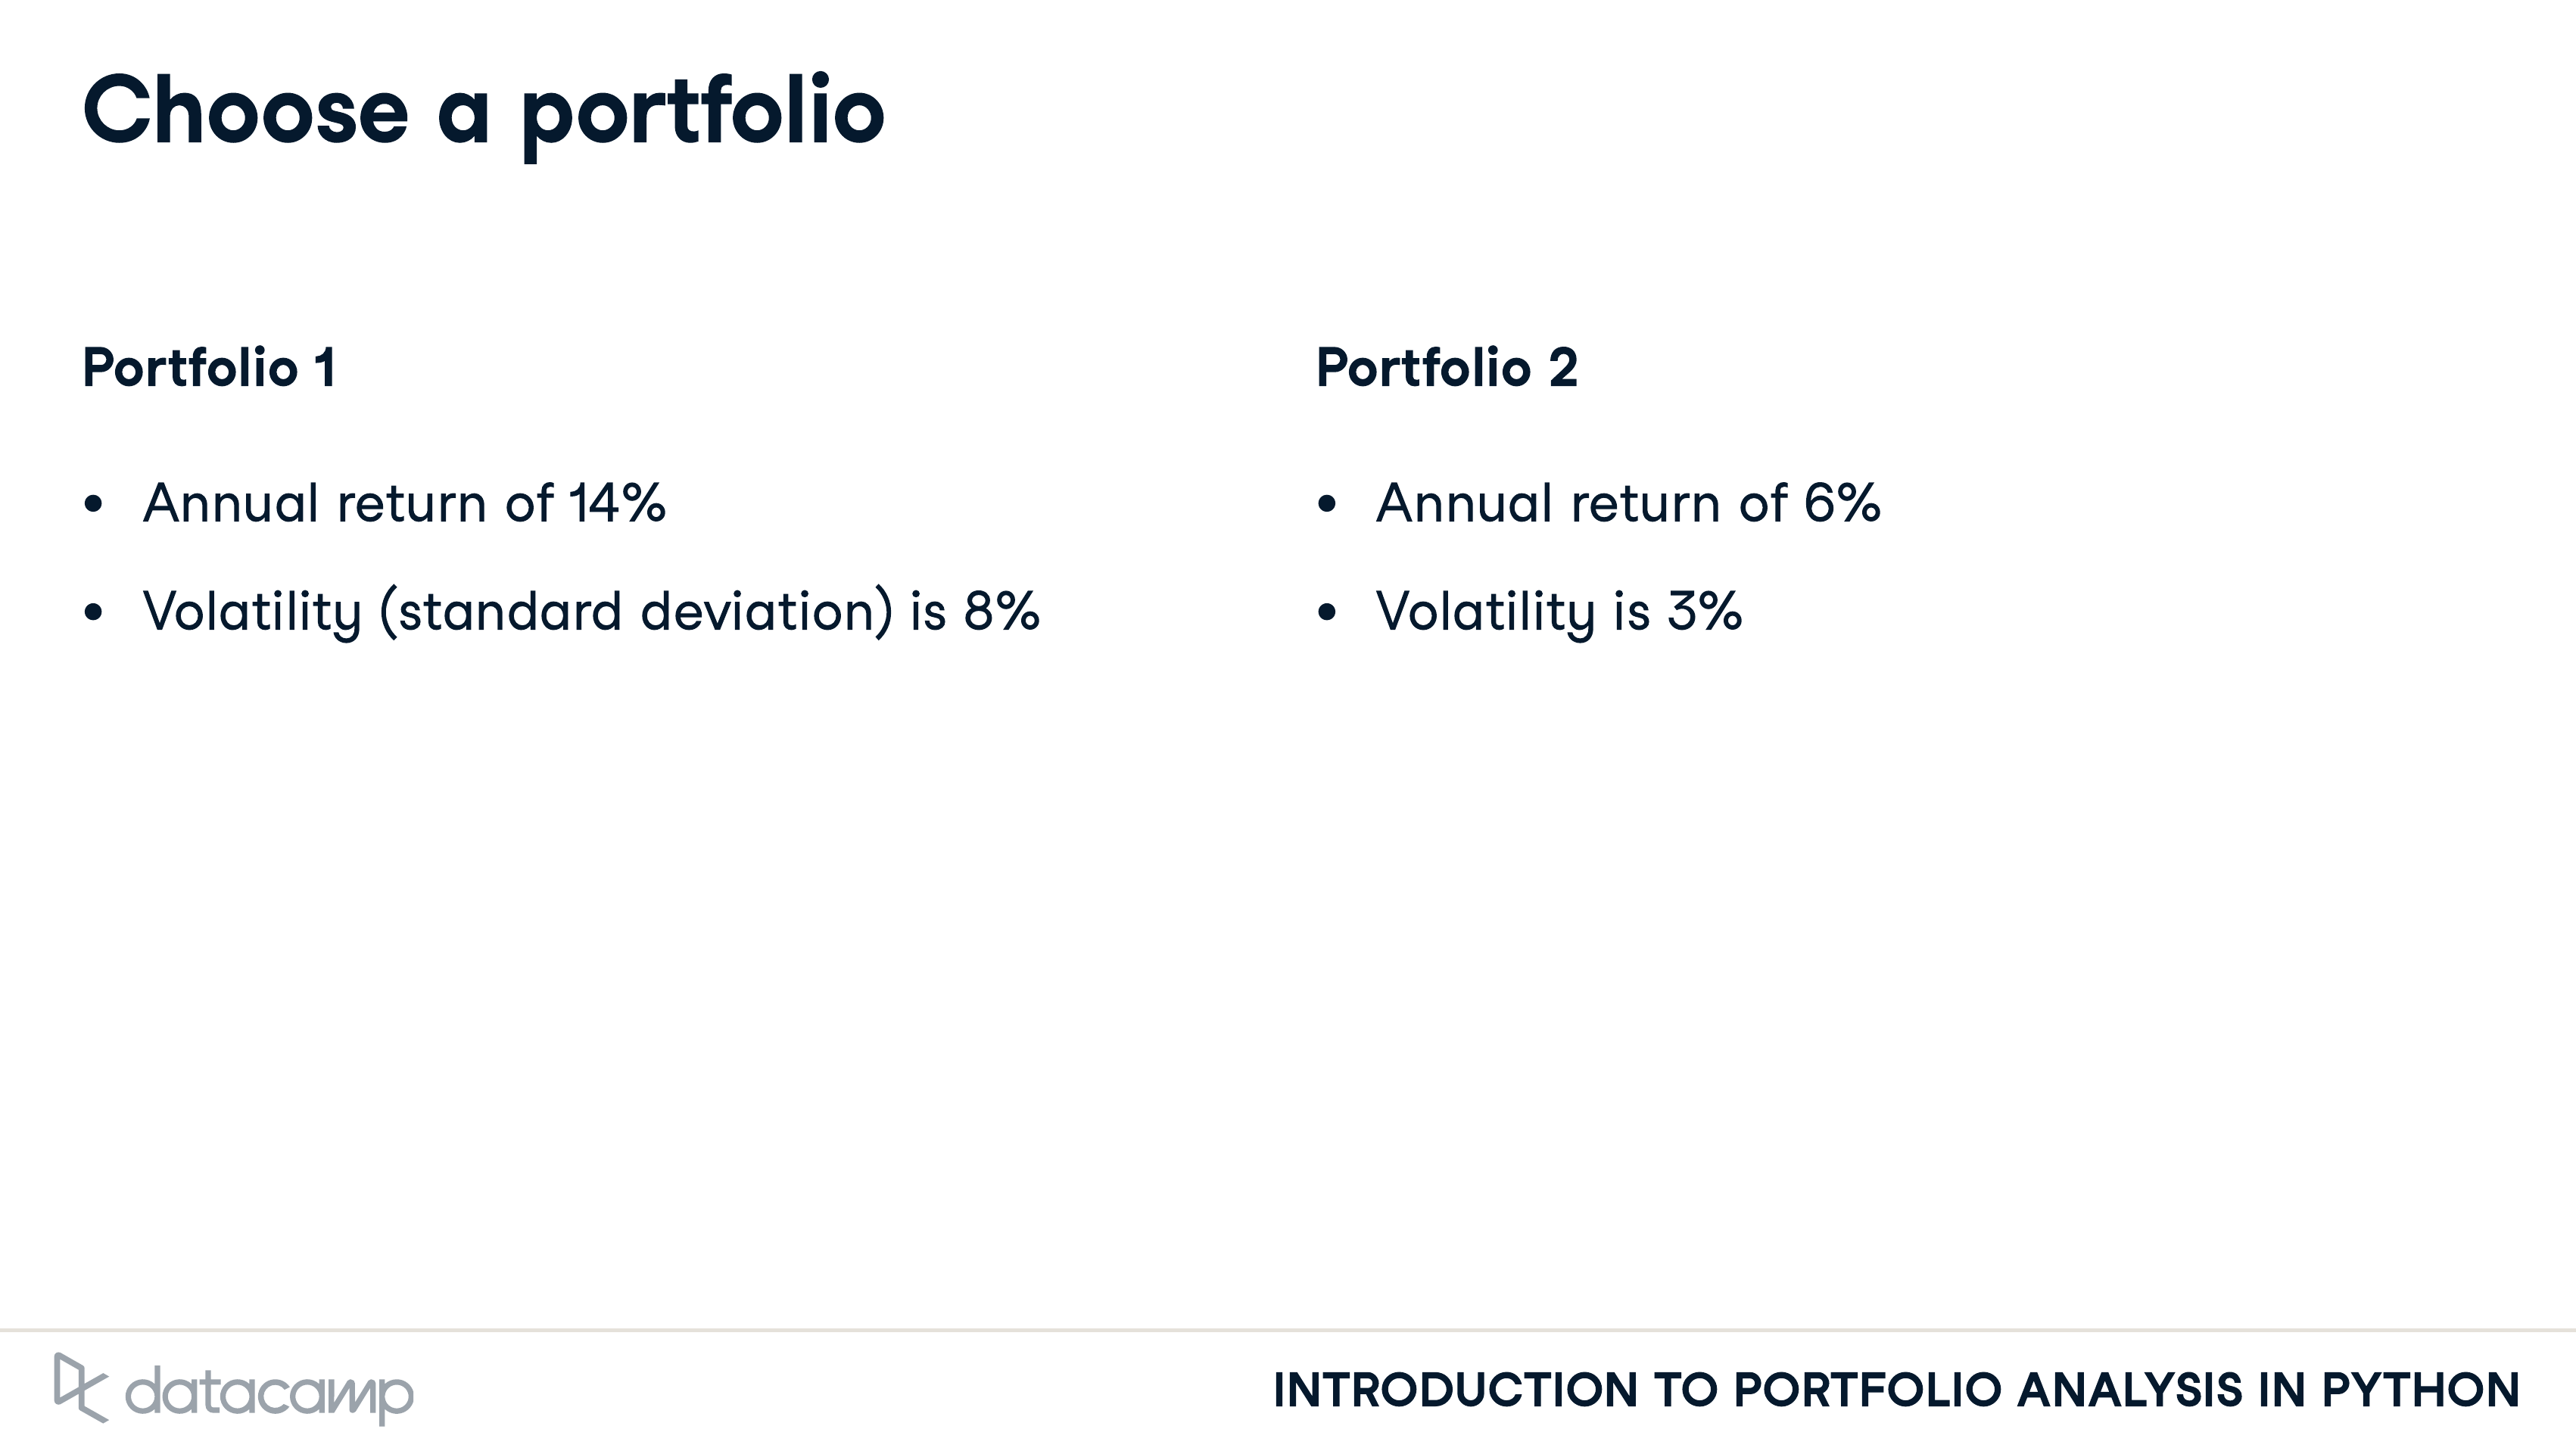 Choose a portfolio
Portfolio 1
• Annual return of 14%
• Volatility (standard deviation) is 8%
Portfolio 2
• Annual return of 6%
• Volatility is 3%
datacamp
INTRODUCTION TO PORTFOLIO ANALYSIS IN PYTHON